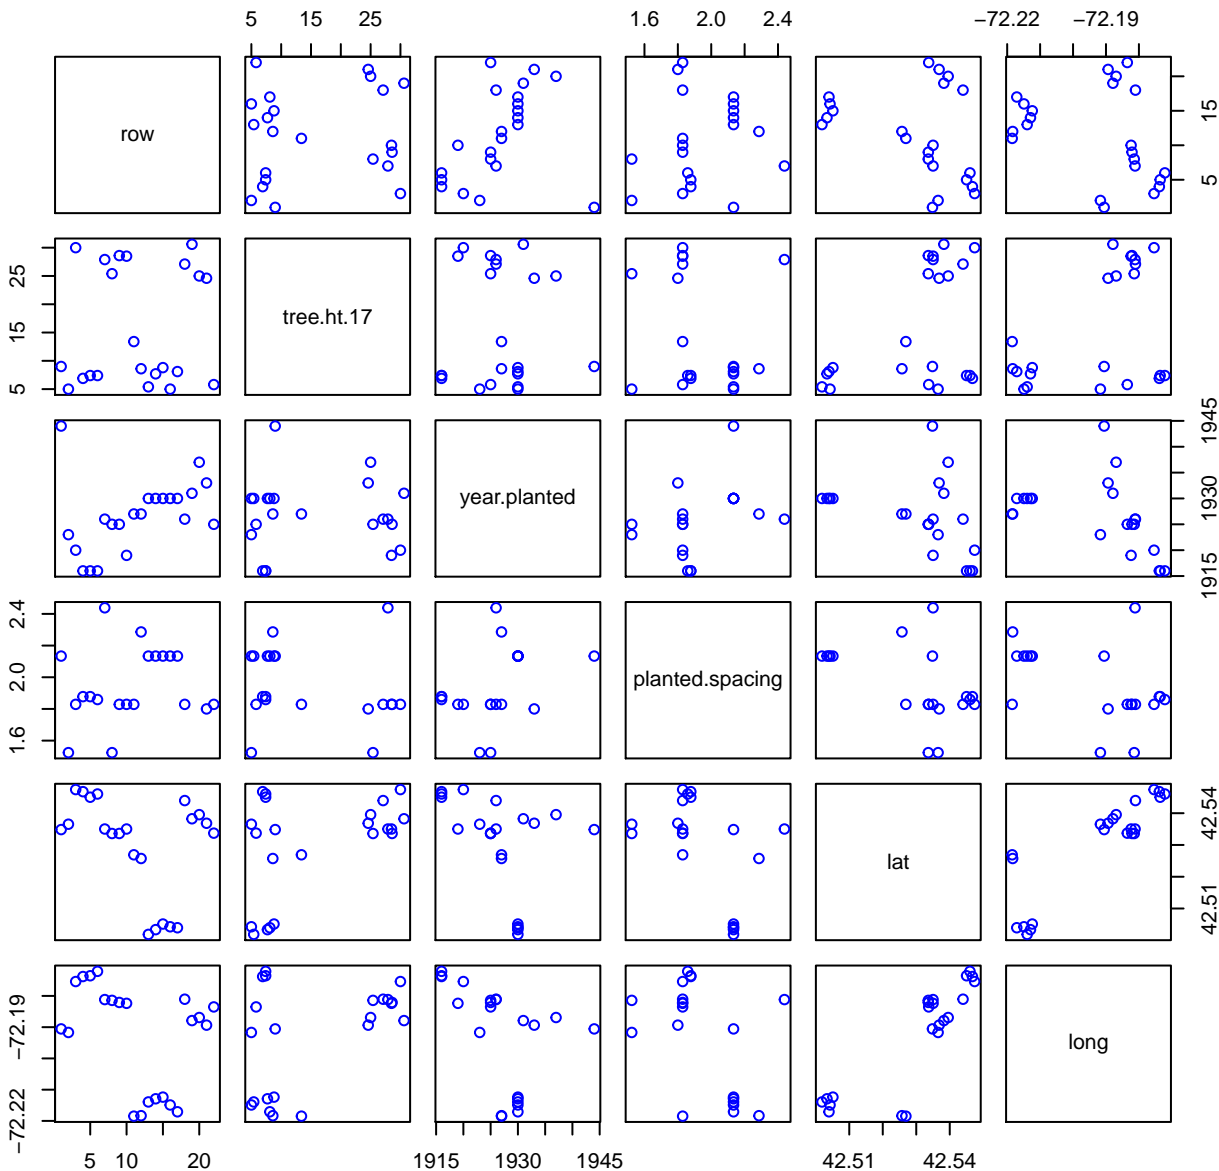 5 15 25 1.6 2.0 2.4 −72.22 −72.19
row 5 15
5 15 25 tree.ht.17
year.planted 1915 1930 1945
1.6 2.0 2.4 planted.spacing
lat 42.51 42.54
−72.22 −72.19 long
5 10 20 1915 1930 1945 42.51 42.54